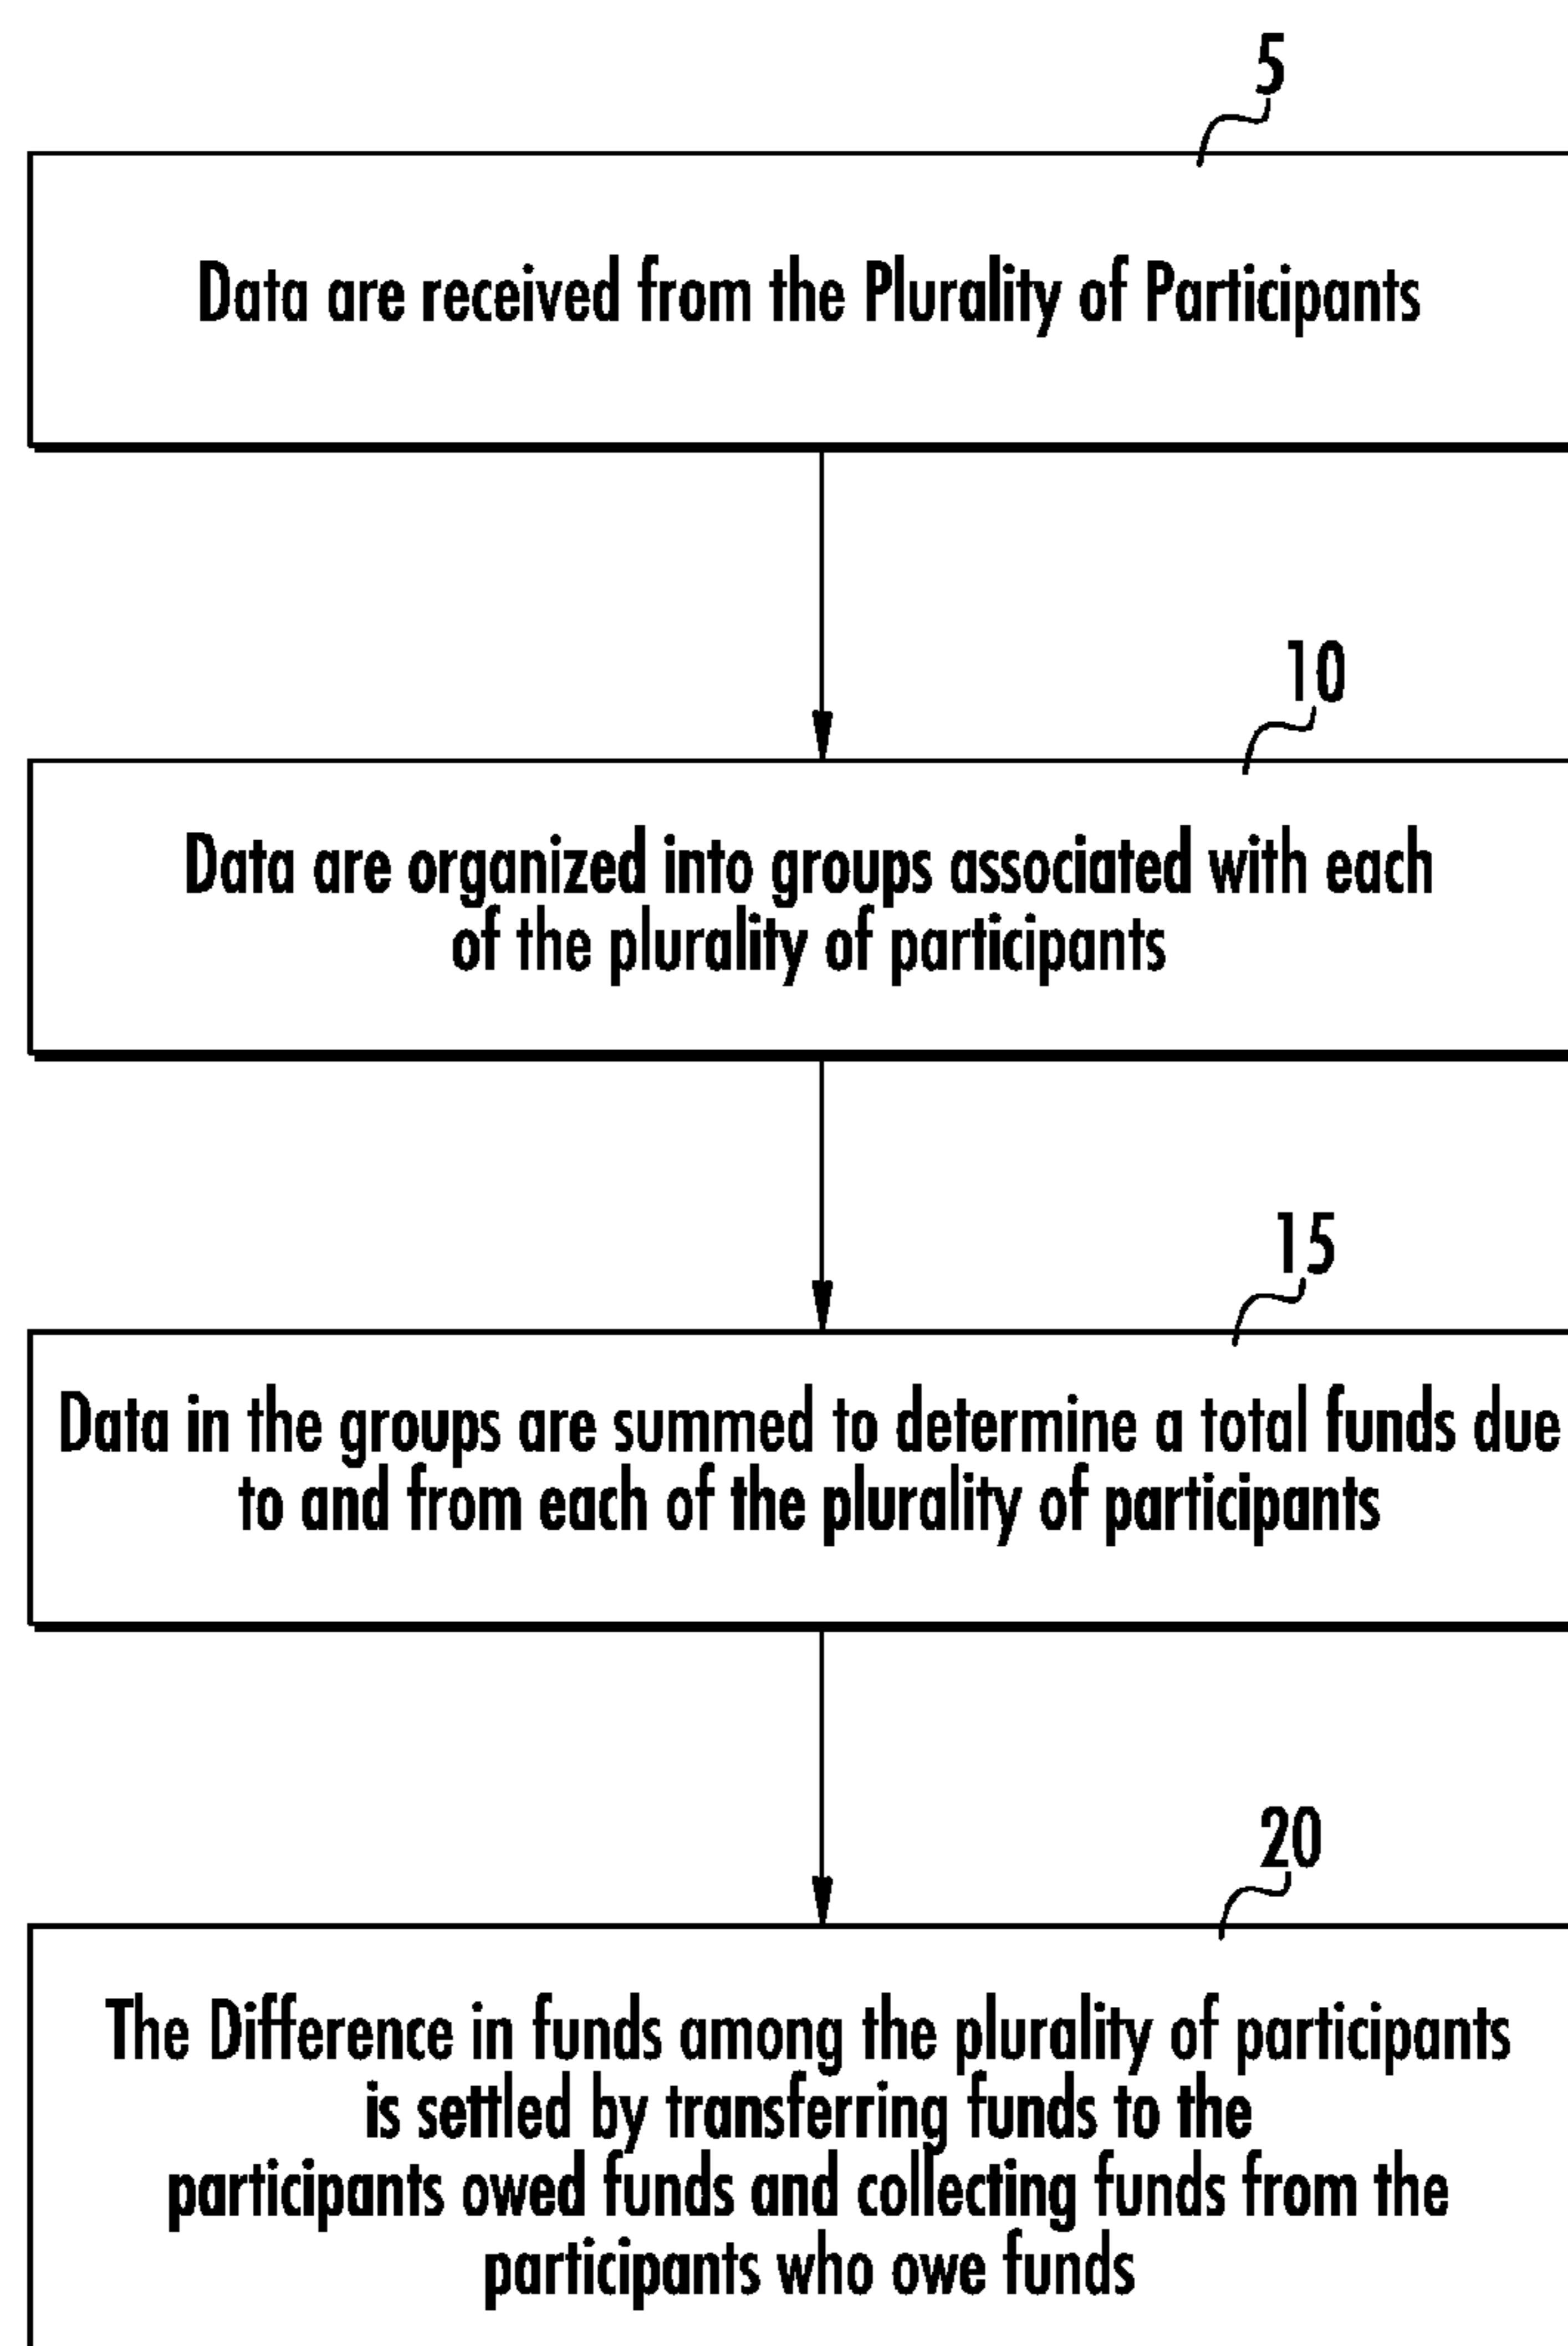 5
Data are received from the Plurality of Participants
10
Data are organized into groups associated with each
of the plurality of participants
15
Data in the groups are summed to determine a total funds due
to and from each of the plurality of participants
20
The Difference in funds among the plurality of participants
is settled by transferring funds to the
participants owed funds and collecting funds from the
participants who owe funds